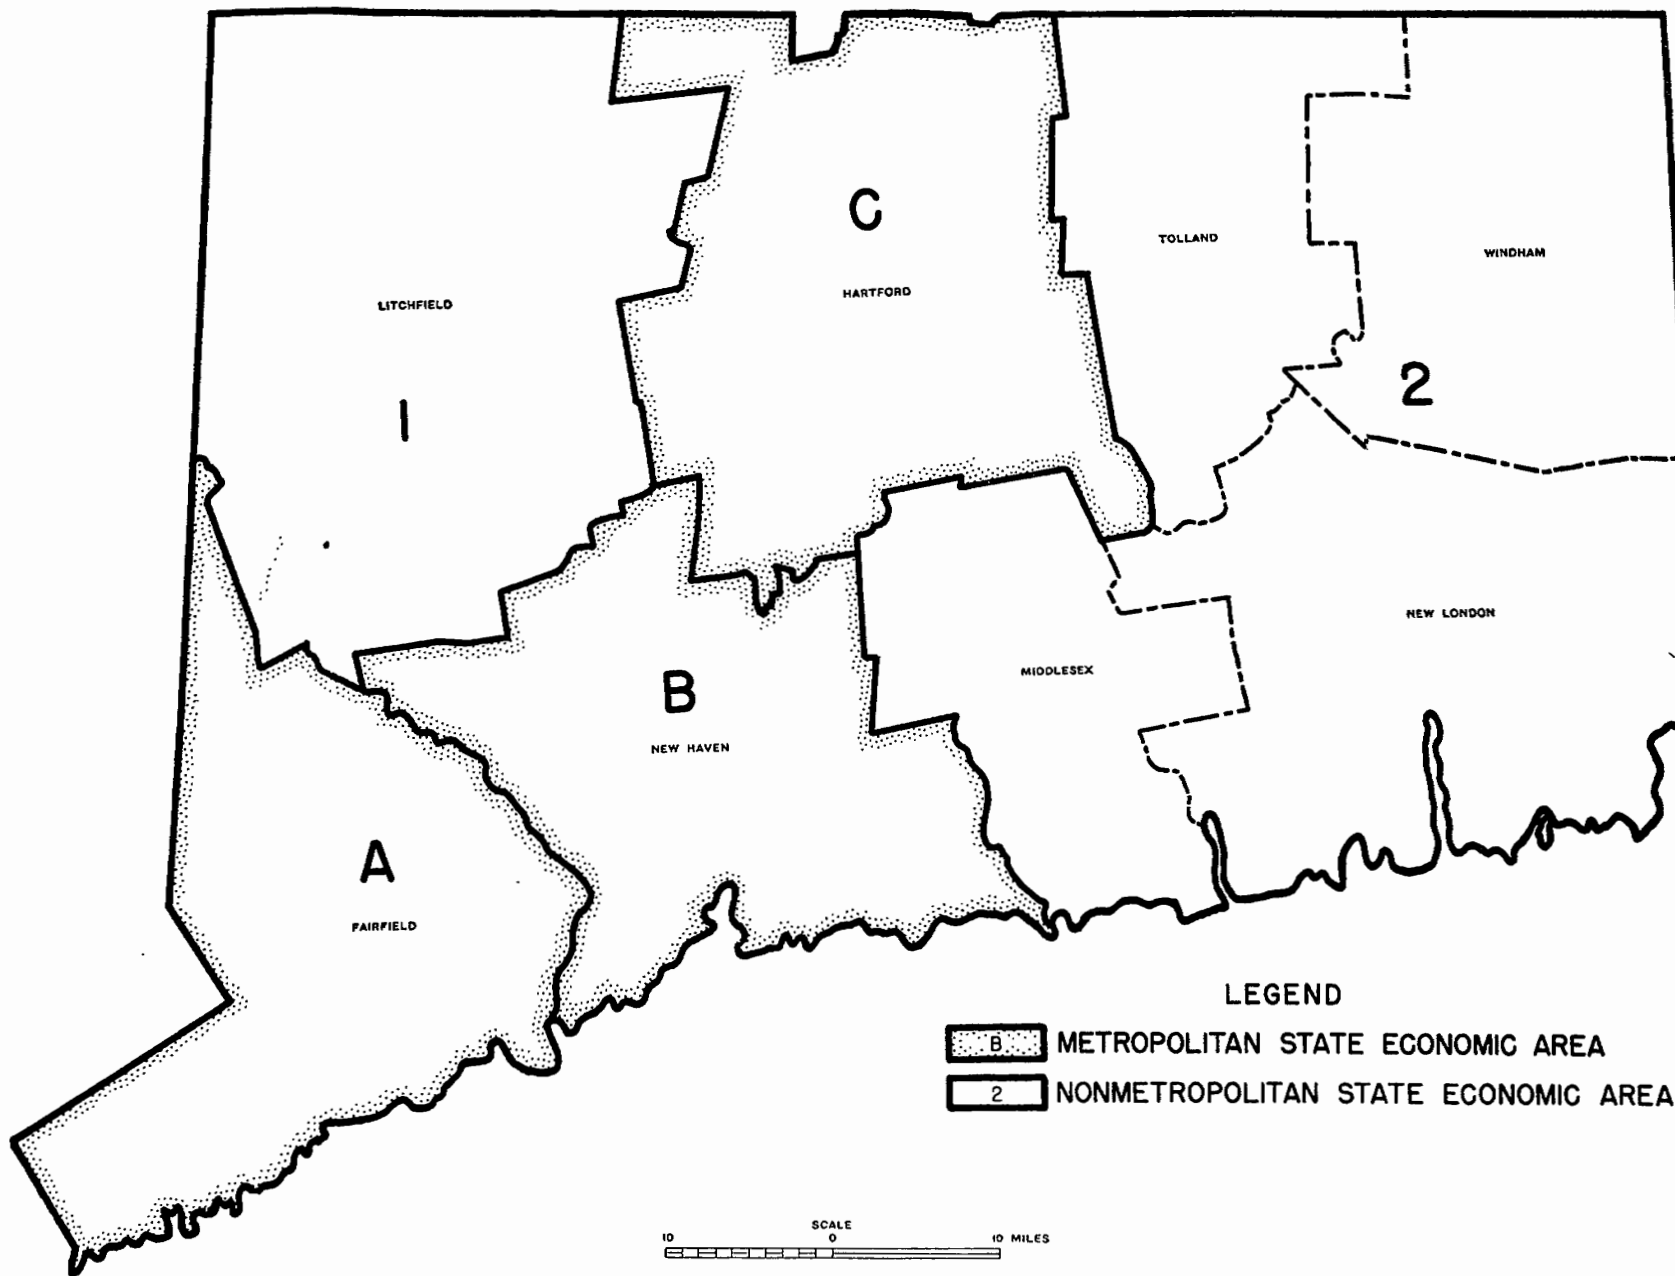 C
TOLLAND
WINDHAM
LITCHFIELD
HARTFORD
1
2
NEW LONDON
MIDDLESEX
B
NEW HAVEN
A
FAIRFIELD
LEGEND
B METROPOLITAN STATE ECONOMIC AREA
2 NONMETROPOLITAN STATE ECONOMIC AREA
SCALE
10 0 10 MILES